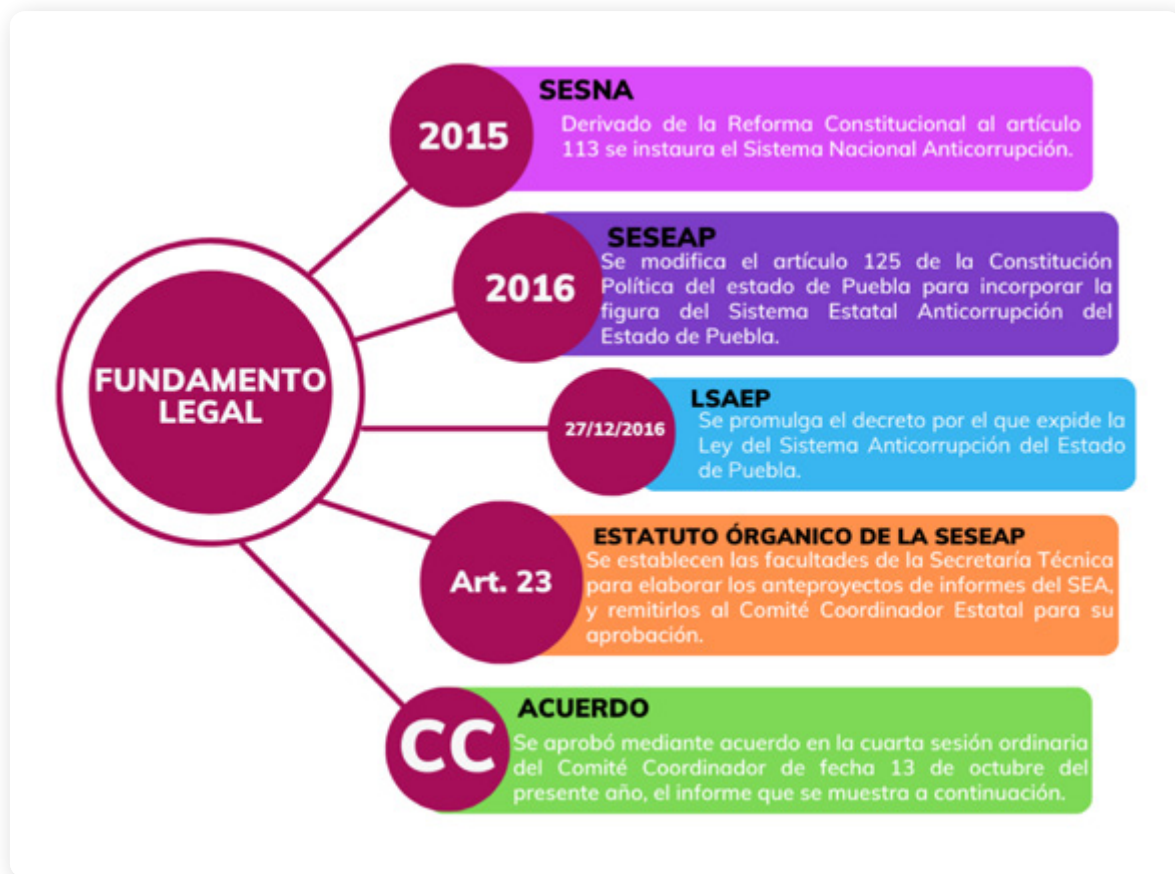 FUNDAMENTO
LEGAL
2015
SESNA
Derivado de la Reforma Constitucional al artículo
113 se instaura el Sistema Nacional Anticorrupción.
2016
SESEAP
Se modifica el artículo 125 de la Constitución
Política del estado de Puebla para incorporar la
figura del Sistema Estatal Anticorrupción del
Estado de Puebla.
27/12/2016
LSAEP
Se promulga el decreto por el que expide la
Ley del Sistema Anticorrupción del Estado
de Puebla.
Art. 23
ESTATUTO ÓRGANICO DE LA SESEAP
Se establecen las facultades de la Secretaría Técnica
para elaborar los anteproyectos de informes del SEA,
y remitirlos al Comité Coordinador Estatal para su
aprobación.
CC
ACUERDO
Se aprobó mediante acuerdo en la cuarta sesión ordinaria
del Comité Coordinador de fecha 13 de octubre del
presente año, el informe que se muestra a continuación.